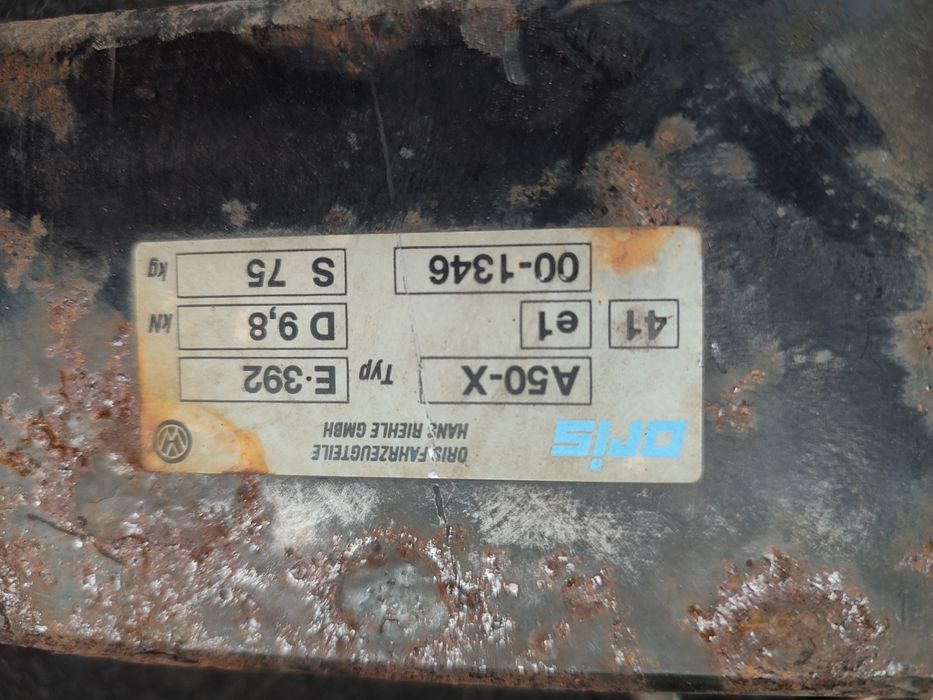 oris
ORIS-FAHRZEUGTEILE
HANS RIEHLE GMBH
A50-X Typ E·392
41 e1 D 9,8 kN
00-1346 S 75 kg